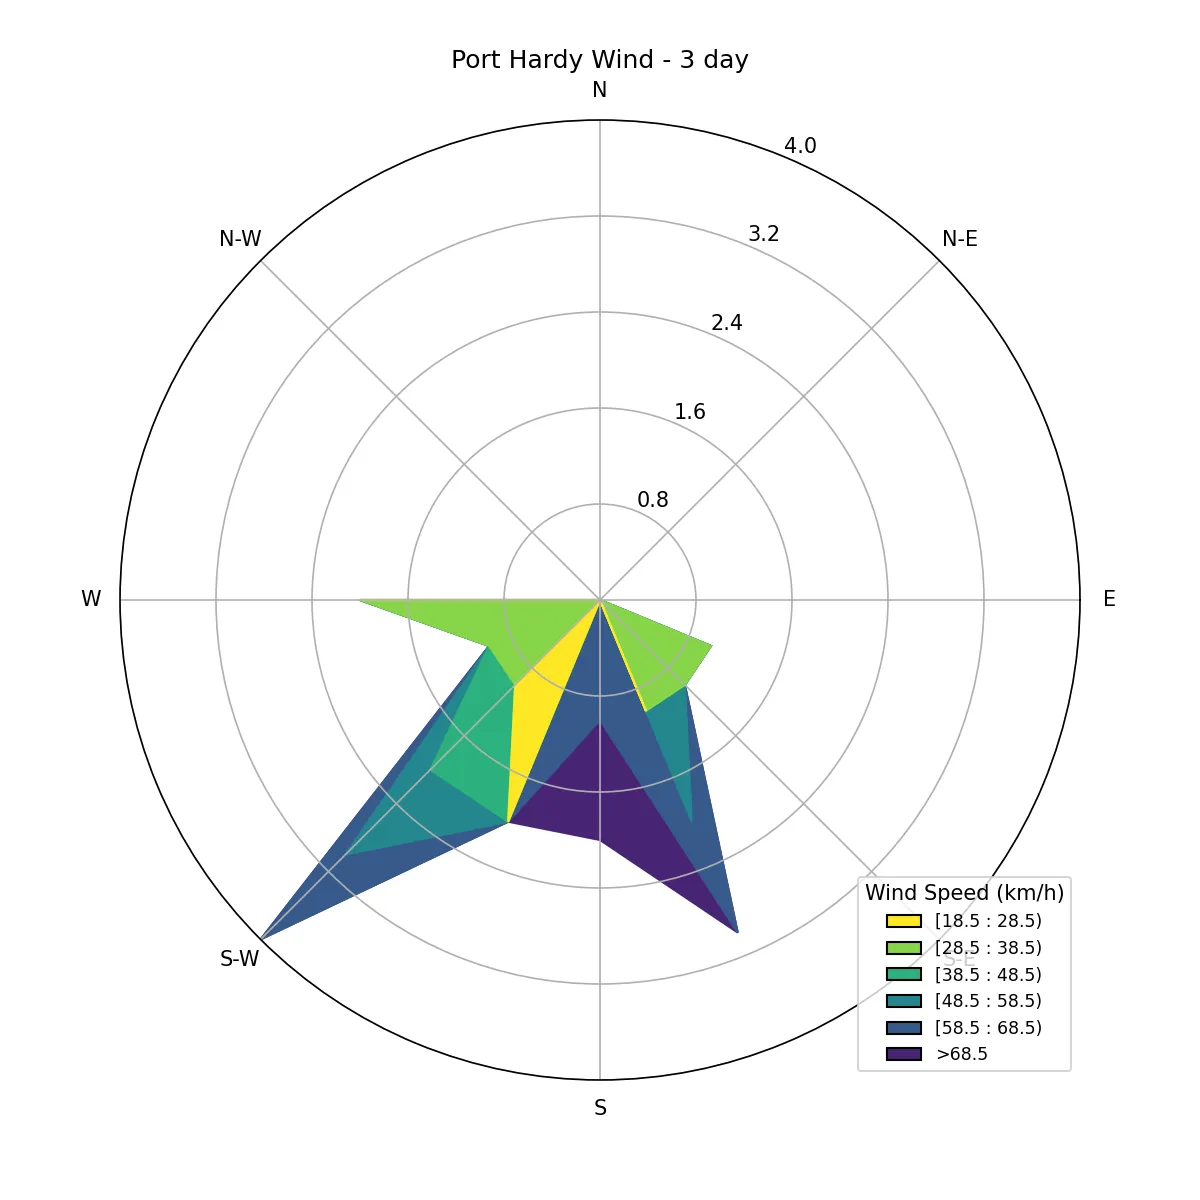 Port Hardy Wind - 3 day
N
4.0
3.2
N-W
N-E
2.4
1.6
0.8
W
E
S-W
S-E
Wind Speed (km/h)
[18.5 : 28.5)
[28.5 : 38.5)
[38.5 : 48.5)
[48.5 : 58.5)
[58.5 : 68.5)
>68.5
S